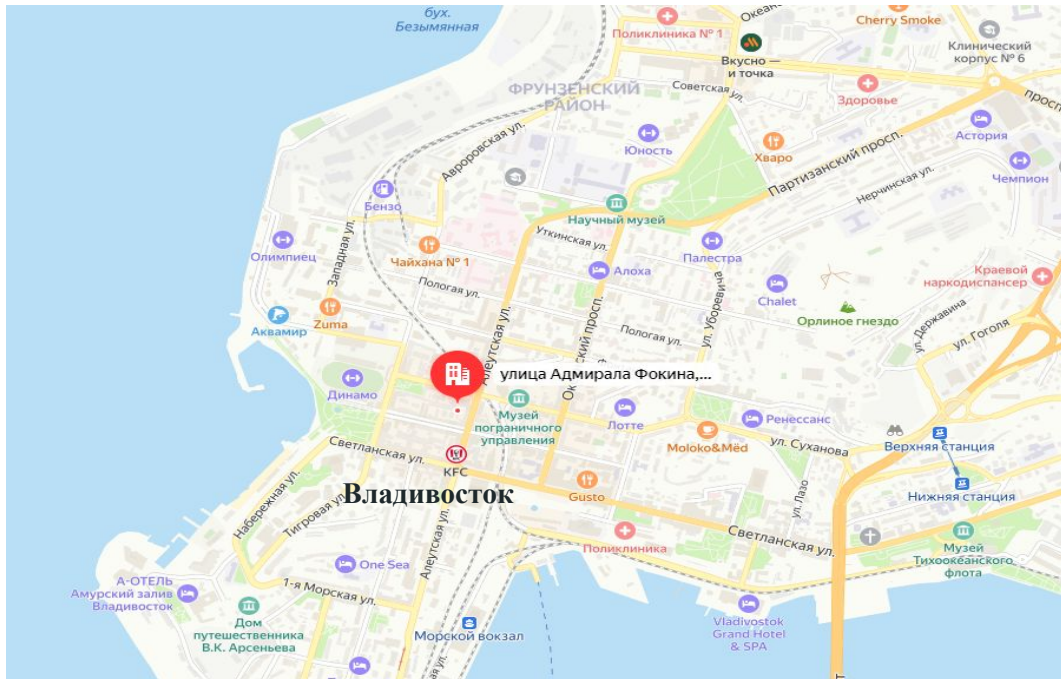 бух.
Безымянная
Океанс
Cherry Smoke
Поликлиника № 1
Вкусно —
и точка
Клинический
корпус № 6
ФРУНЗЕНСКИЙ
РАЙОН
Советская ул.
Здоровье
просп.
Авроровская ул.
Юность
Хваро
Партизанский просп.
Астория
Чемпион
Нерчинская ул.
Бензо
Научный музей
Уткинская ул.
Олимпиец
Западная ул.
Чайхана № 1
Алоха
Палестра
Краевой
наркодиспансер
Пологая ул.
Chalet
Орлиное гнездо
ул. Державина
ул. Гоголя
Аквамир
Zuma
Алеутская ул.
Пологая ул.
ул. Уборевича
Океанский просп.
улица Адмирала Фокина,...
Динамо
Музей
пограничного
управления
Лотте
Ренессанс
Moloko&Mёd
ул. Суханова
Верхняя станция
Светланская ул.
KFC
Владивосток
Gusto
ул. Лазо
Нижняя станция
Набережная ул.
Тигровая ул.
Алеутская ул.
Поликлиника
Светланская ул.
Музей
Тихоокеанского
флота
А-ОТЕЛЬ
Амурский залив
Владивосток
One Sea
1-я Морская ул.
Дом
путешественника
В.К. Арсеньева
Морской вокзал
Vladivostok
Grand Hotel
& SPA